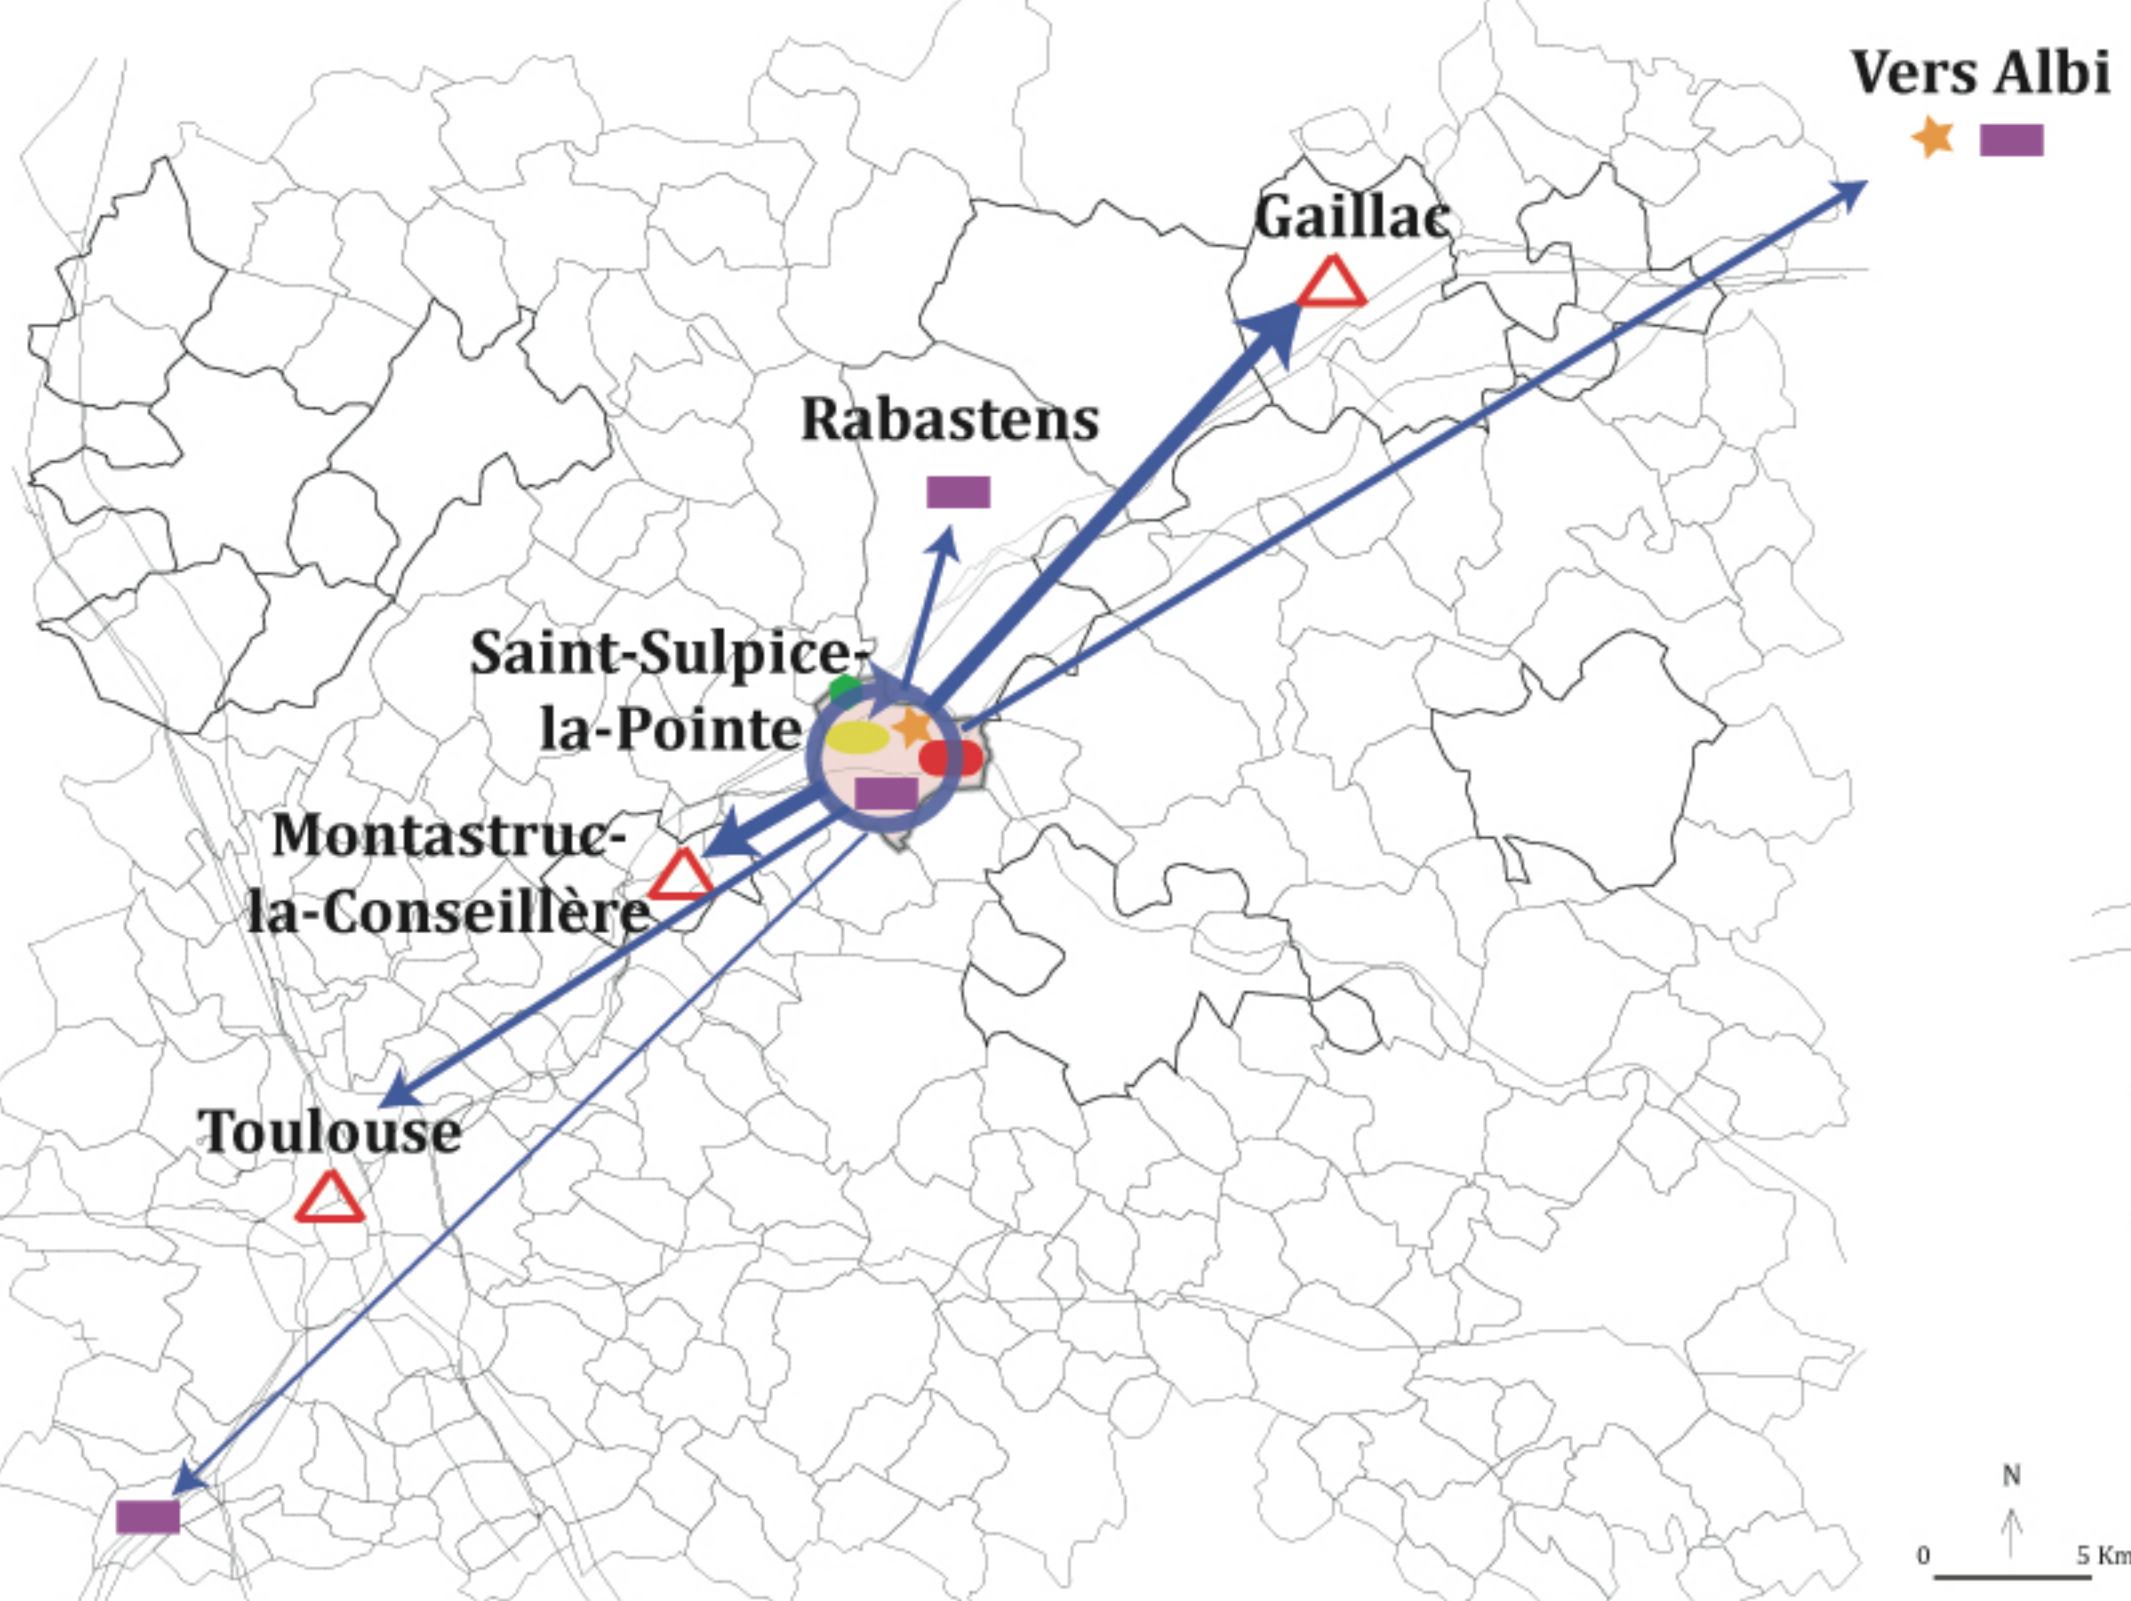 Vers Albi
Gaillac
Rabastens
Saint-Sulpice-
la-Pointe
Montastruc-
la-Conseillère
Toulouse
N
0 5 Km